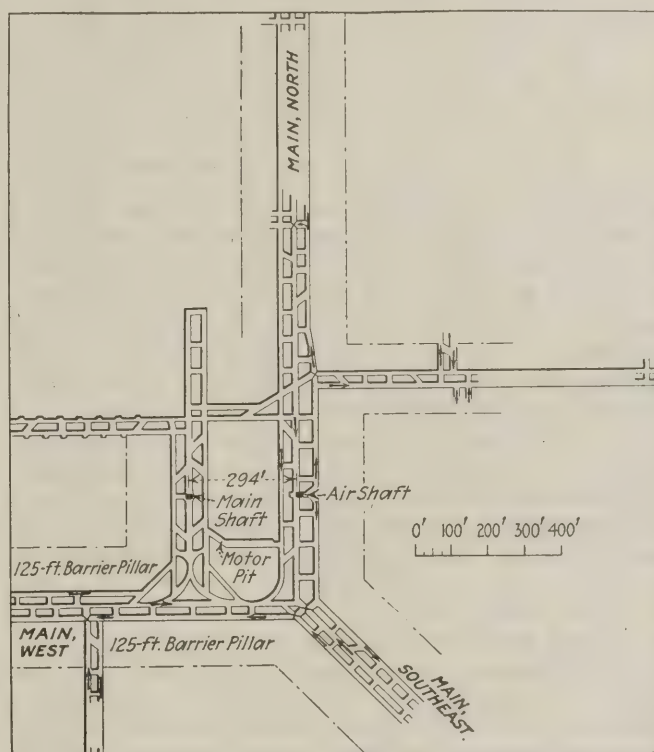 MAIN, NORTH
294'
Main
Shaft
Air Shaft
Motor
Pit
0' 100' 200' 300' 400'
125-ft. Barrier Pillar
MAIN,
WEST
125-ft. Barrier Pillar
MAIN,
SOUTHEAST.